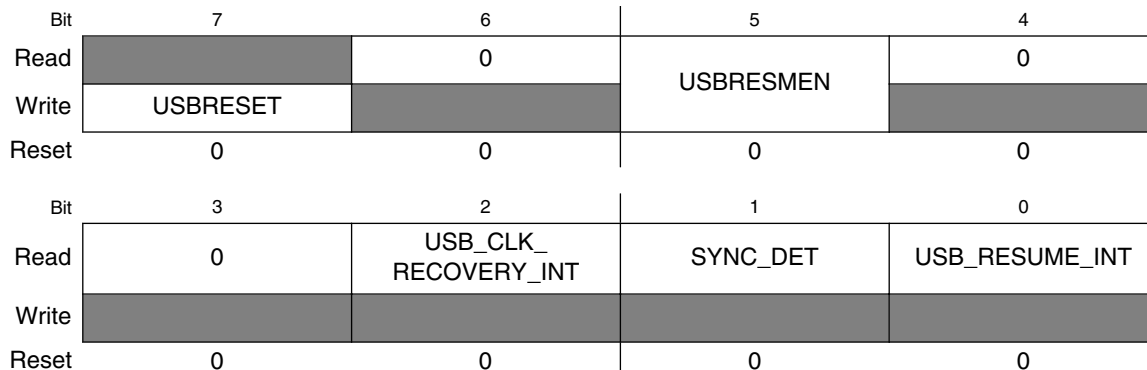 Bit 7 6 5 4
Read 0 USBRESMEN 0
Write USBRESET
Reset 0 0 0 0
Bit 3 2 1 0
Read 0 USB_CLK_ SYNC_DET USB_RESUME_INT
RECOVERY_INT
Write
Reset 0 0 0 0